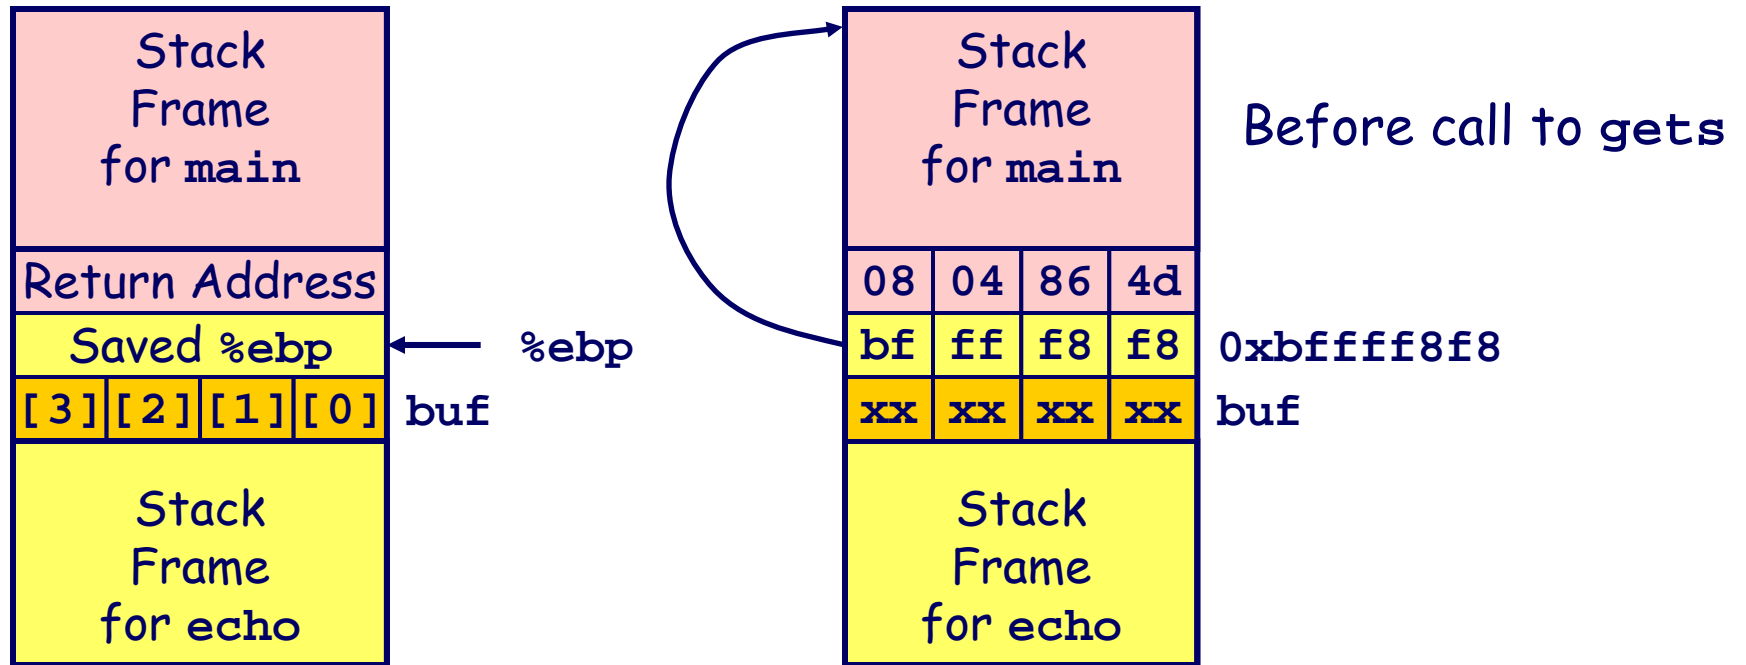 Stack
Frame
for main
Return Address
Saved %ebp
%ebp
[3] [2] [1] [0] buf
Stack
Frame
for echo
Stack
Frame
for main
Before call to gets
08 04 86 4d
bf ff f8 f8 0xbffff8f8
xx xx xx xx buf
Stack
Frame
for echo